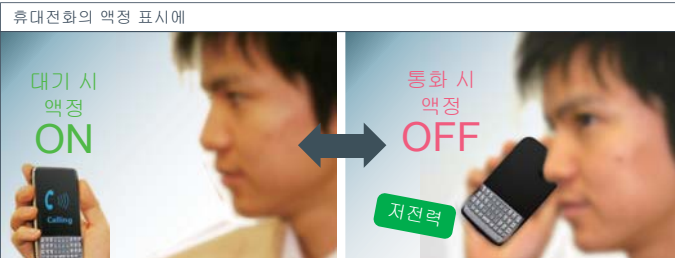 휴대전화의 액정 표시에
대기 시
액정
ON
Calling
통화 시
액정
OFF
저전력